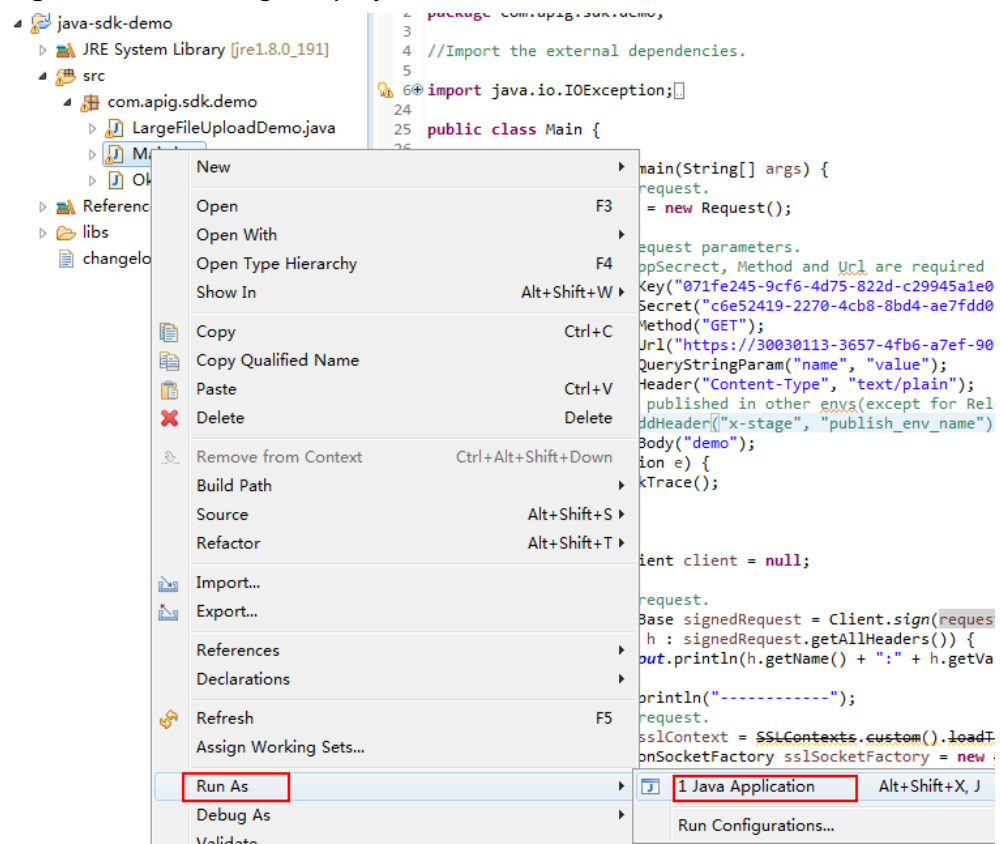 java-sdk-demo
JRE System Library [jre1.8.0_191]
src
com.apig.sdk.demo
LargeFileUploadDemo.java
Referenc
libs
changelo
2 package com.apig.sdk.demo;
3
4 //Import the external dependencies.
5
6 import java.io.IOException;
24
25 public class Main {
26
main(String[] args) {
request.
= new Request();
equest parameters.
ppSecrect, Method and Url are required
Key("071fe245-9cf6-4d75-822d-c29945a1e0
Secret("c6e52419-2270-4cb8-8bd4-ae7fdd0
Method("GET");
Url("https://30030113-3657-4fb6-a7ef-90
QueryStringParam("name", "value");
Header("Content-Type", "text/plain");
published in other envs(except for Rel
ddHeader("x-stage", "publish_env_name")
Body("demo");
ion e) {
kTrace();
ient client = null;
request.
Base signedRequest = Client.sign(reques
h : signedRequest.getAllHeaders()) {
out.println(h.getName() + ":" + h.getVa
println("------------");
request.
sslContext = SSLContexts.custom().loadT
onSocketFactory sslSocketFactory = new
New
Open F3
Open With
Open Type Hierarchy F4
Show In Alt+Shift+W
Copy Ctrl+C
Copy Qualified Name
Paste Ctrl+V
Delete Delete
Remove from Context Ctrl+Alt+Shift+Down
Build Path
Source Alt+Shift+S
Refactor Alt+Shift+T
Import...
Export...
References
Declarations
Refresh F5
Assign Working Sets...
Run As
Debug As
Validate
1 Java Application Alt+Shift+X, J
Run Configurations...